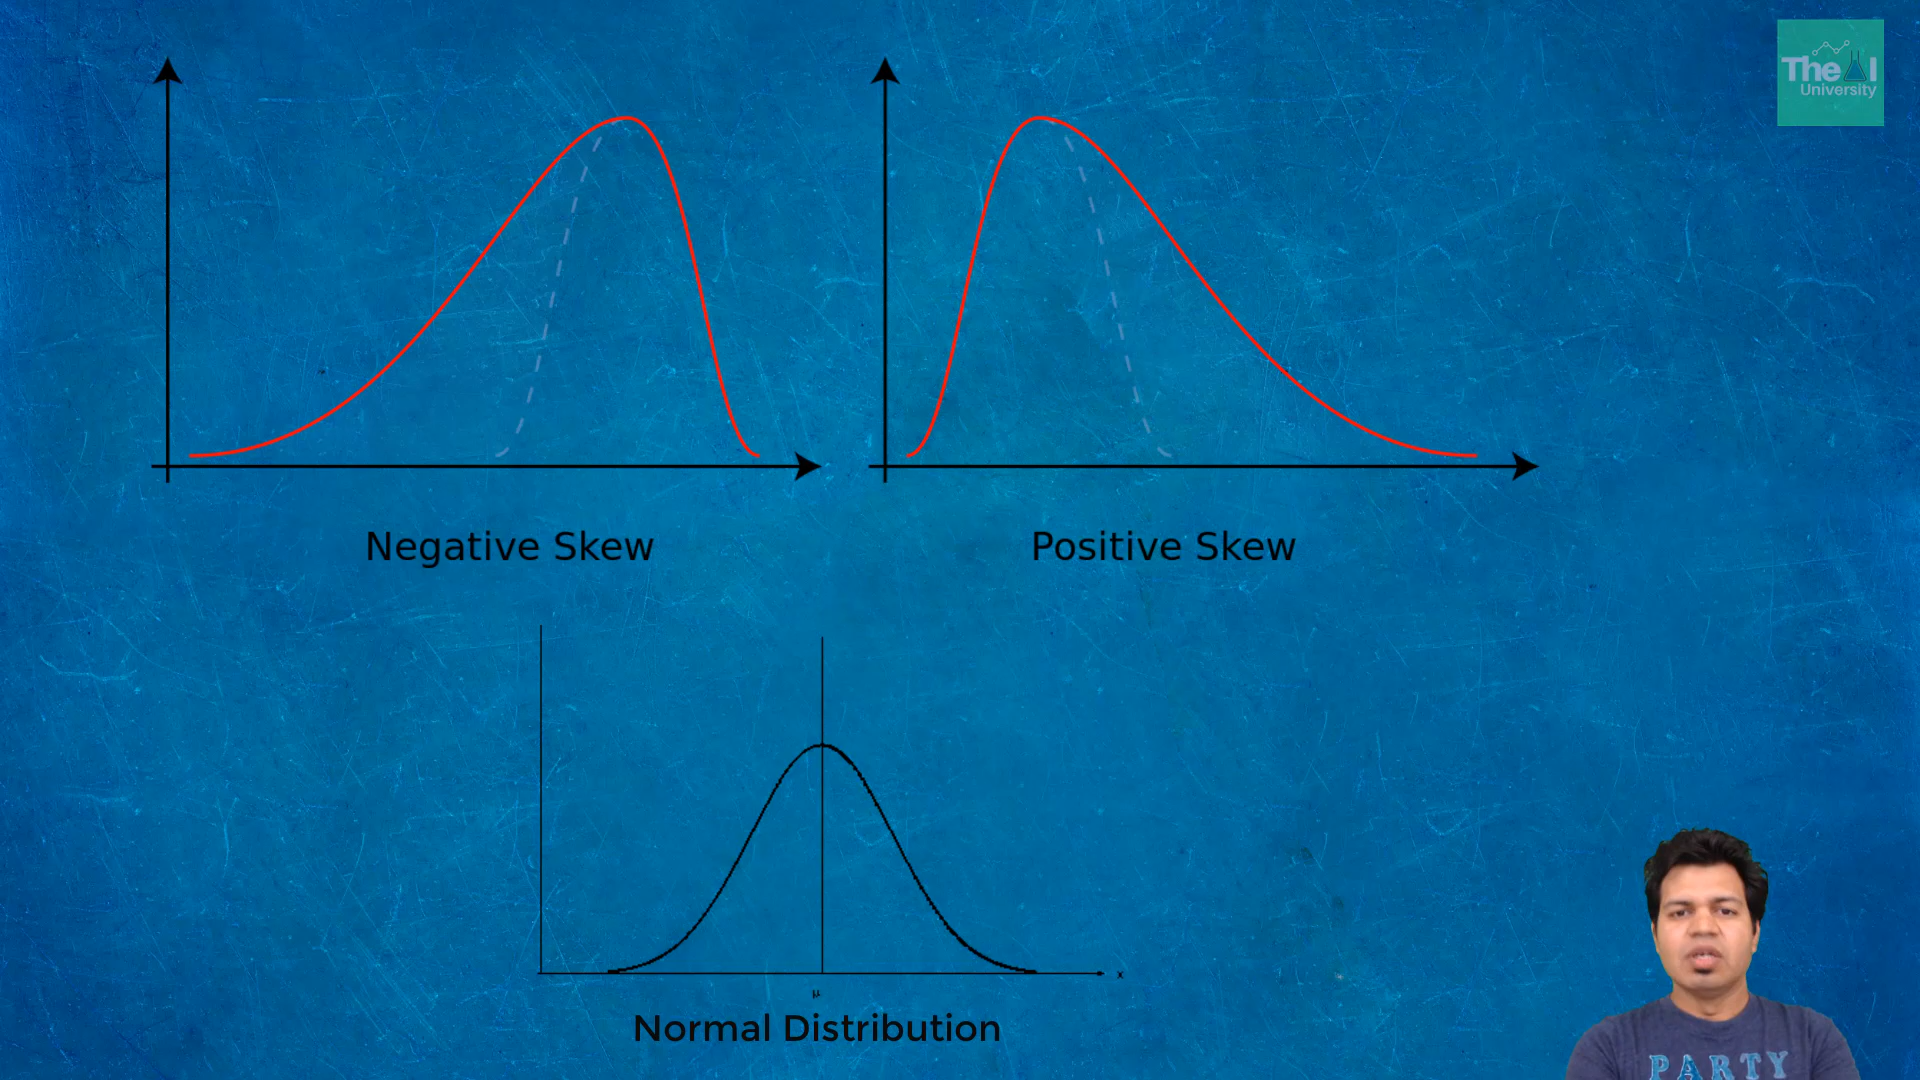 The AI
University
Negative Skew
Positive Skew
x
μ
Normal Distribution
PARTY